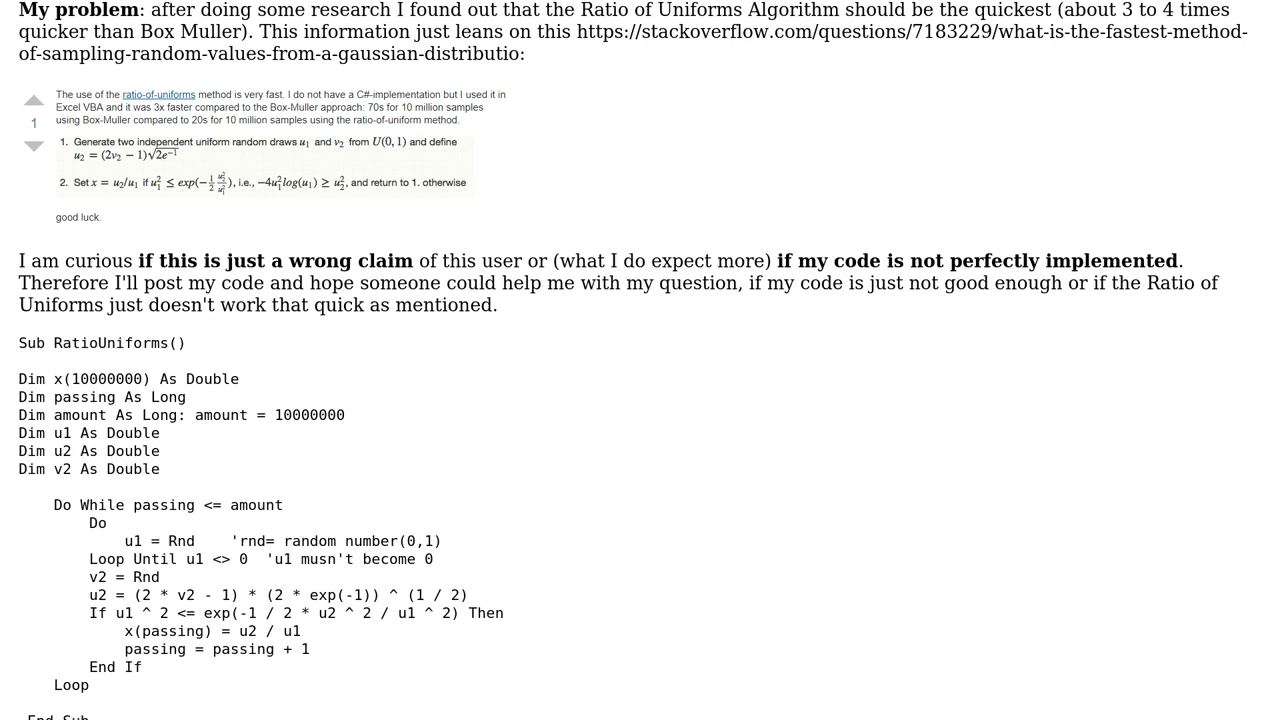 My problem: after doing some research I found out that the Ratio of Uniforms Algorithm should be the quickest (about 3 to 4 times
quicker than Box Muller). This information just leans on this https://stackoverflow.com/questions/7183229/what-is-the-fastest-method-
of-sampling-random-values-from-a-gaussian-distributio:
The use of the ratio-of-uniforms method is very fast. I do not have a C#-implementation but I used it in
Excel VBA and it was 3x faster compared to the Box-Muller approach: 70s for 10 million samples
1
using Box-Muller compared to 20s for 10 million samples using the ratio-of-uniform method.
1. Generate two independent uniform random draws u₁ and v₂ from U(0, 1) and define
u₂ = (2v₂ − 1)√2e⁻¹
2. Set x = u₂/u₁ if u₁² ≤ exp(−½ u₂²/u₁²), i.e., −4u₁²log(u₁) ≥ u₂², and return to 1. otherwise
good luck.
I am curious if this is just a wrong claim of this user or (what I do expect more) if my code is not perfectly implemented.
Therefore I'll post my code and hope someone could help me with my question, if my code is just not good enough or if the Ratio of
Uniforms just doesn't work that quick as mentioned.
Sub RatioUniforms()
Dim x(10000000) As Double
Dim passing As Long
Dim amount As Long: amount = 10000000
Dim u1 As Double
Dim u2 As Double
Dim v2 As Double
Do While passing <= amount
Do
u1 = Rnd    'rnd= random number(0,1)
Loop Until u1 <> 0  'u1 musn't become 0
v2 = Rnd
u2 = (2 * v2 - 1) * (2 * exp(-1)) ^ (1 / 2)
If u1 ^ 2 <= exp(-1 / 2 * u2 ^ 2 / u1 ^ 2) Then
x(passing) = u2 / u1
passing = passing + 1
End If
Loop
End Sub